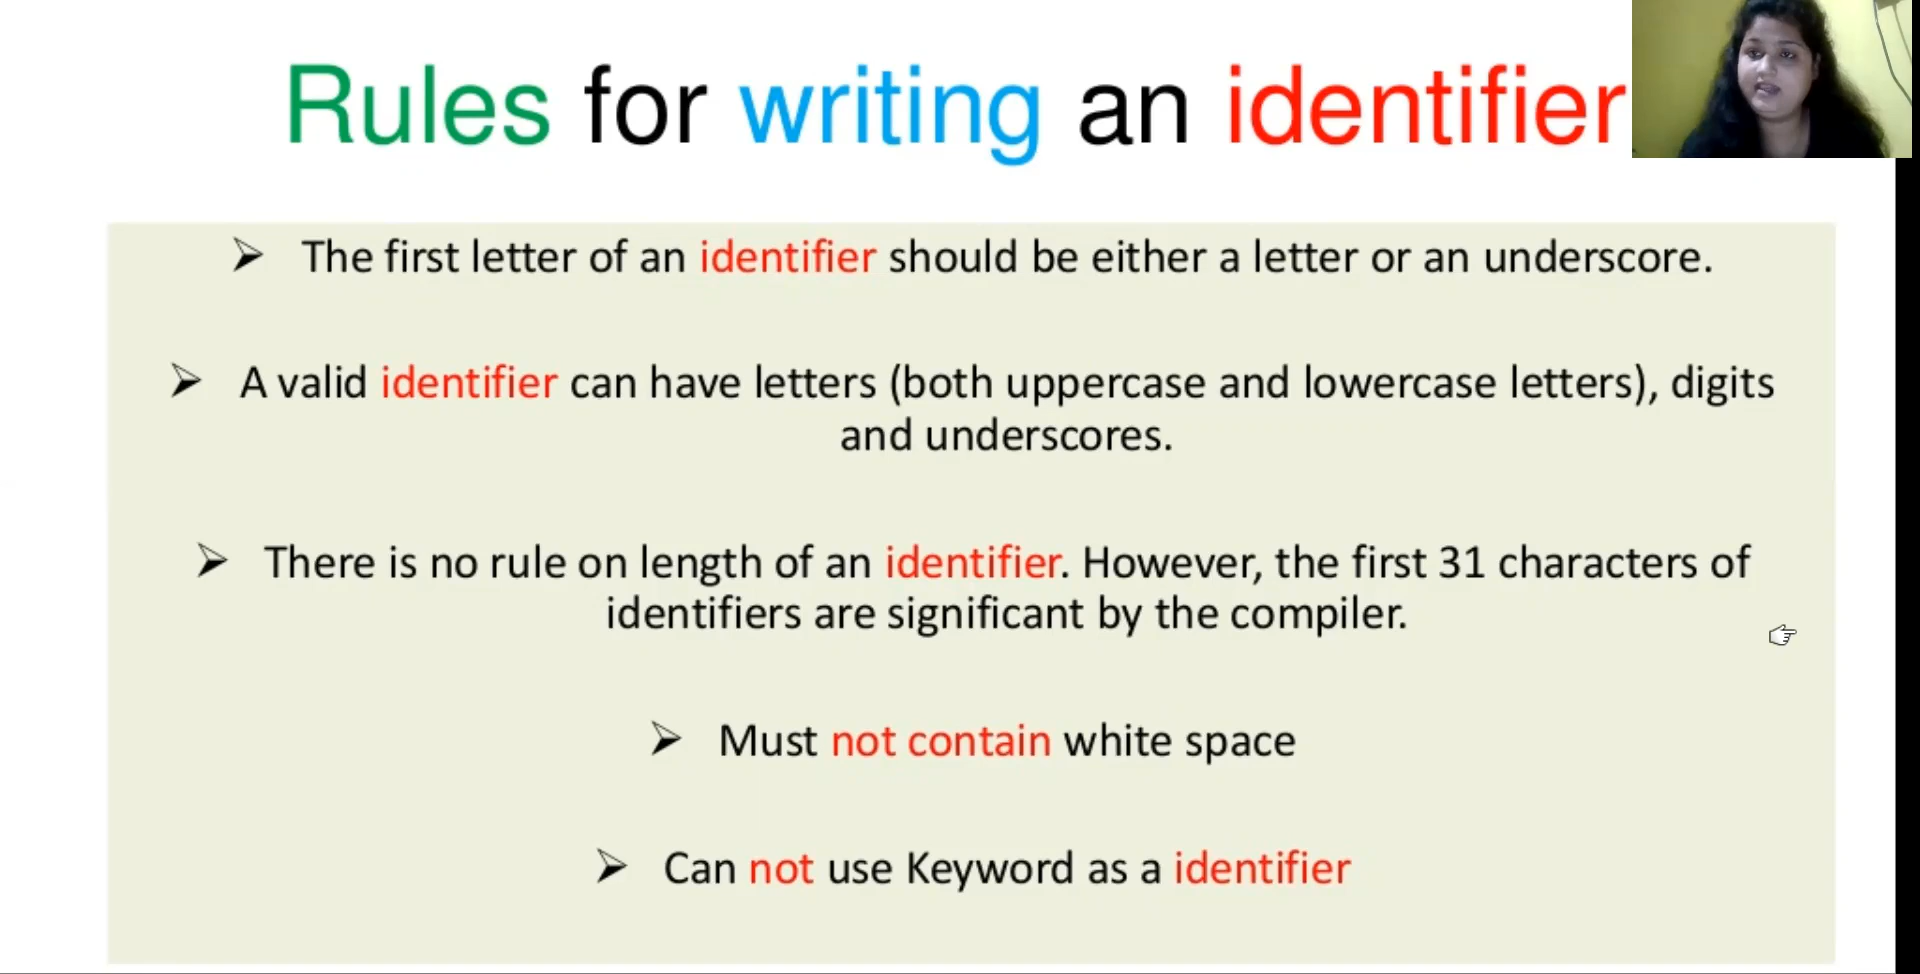 Rules for writing an identifier
➢ The first letter of an identifier should be either a letter or an underscore.
➢ A valid identifier can have letters (both uppercase and lowercase letters), digits
and underscores.
➢ There is no rule on length of an identifier. However, the first 31 characters of
identifiers are significant by the compiler.
➢ Must not contain white space
➢ Can not use Keyword as a identifier